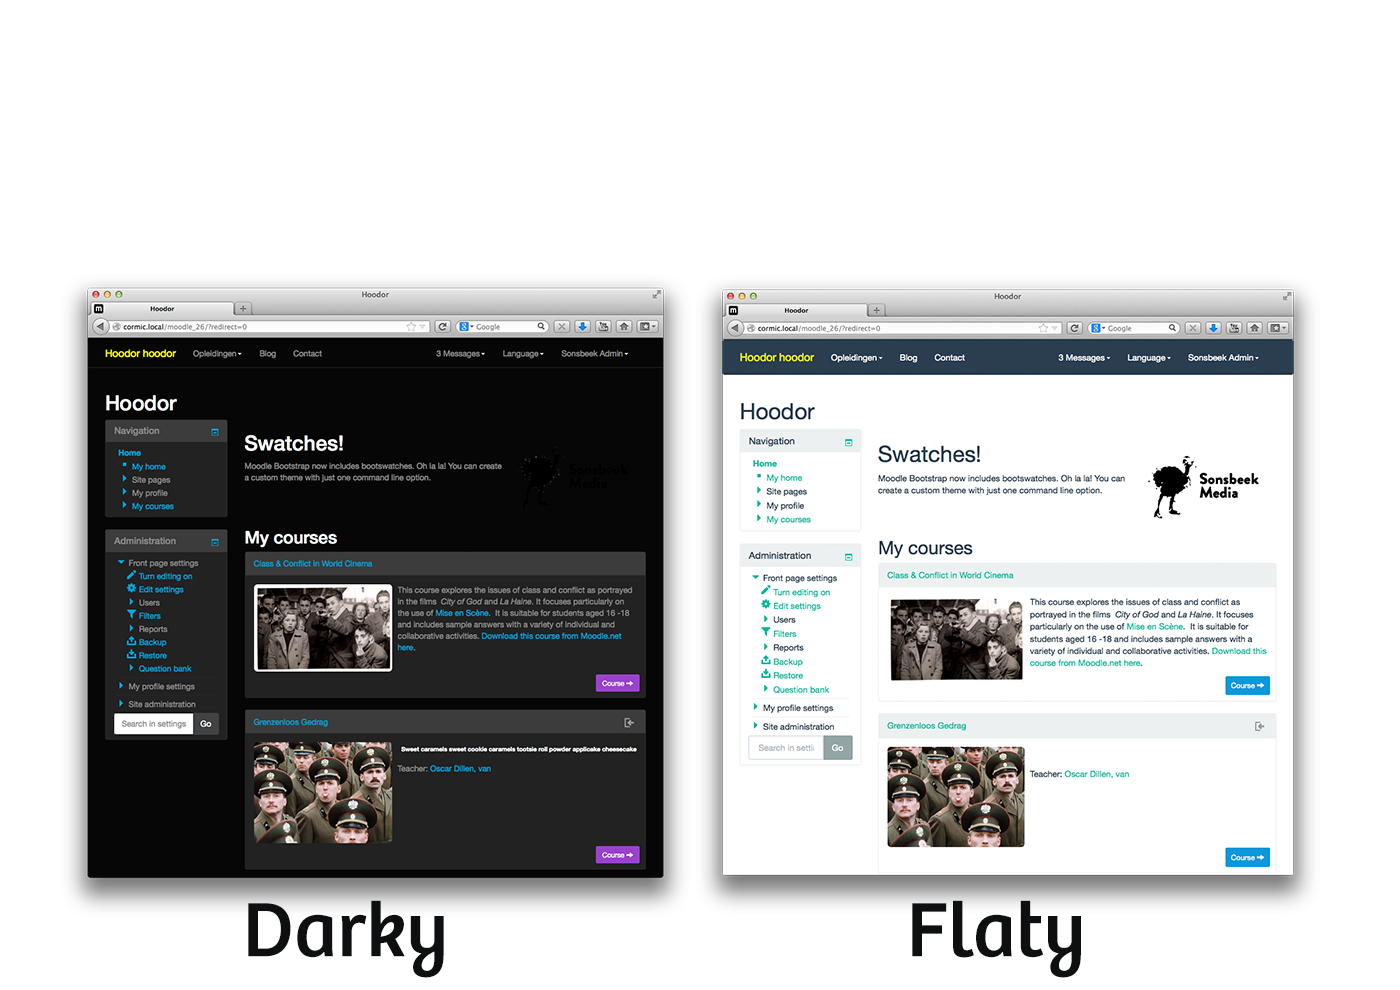 Hoodor
Hoodor
cormic.local/moodle_26/?redirect=0
Google
Hoodor hoodor
Opleidingen
Blog
Contact
3 Messages
Language
Sonsbeek Admin
Hoodor
Navigation
Home
My home
Site pages
My profile
My courses
Administration
Front page settings
Turn editing on
Edit settings
Users
Filters
Reports
Backup
Restore
Question bank
My profile settings
Site administration
Search in settings
Go
Swatches!
Moodle Bootstrap now includes bootswatches. Oh la la! You can create
a custom theme with just one command line option.
Sonsbeek
Media
My courses
Class & Conflict in World Cinema
This course explores the issues of class and conflict as portrayed
in the films City of God and La Haine. It focuses particularly on
the use of Mise en Scène. It is suitable for students aged 16 -18
and includes sample answers with a variety of individual and
collaborative activities. Download this course from Moodle.net
here.
Course
Grenzenloos Gedrag
Sweet caramels sweet cookie caramels tootsie roll powder applicake cheesecake
Teacher: Oscar Dillen, van
Course
Darky
Hoodor
Hoodor
cormic.local/moodle_26/?redirect=0
Google
Hoodor hoodor
Opleidingen
Blog
Contact
3 Messages
Language
Sonsbeek Admin
Hoodor
Navigation
Home
My home
Site pages
My profile
My courses
Administration
Front page settings
Turn editing on
Edit settings
Users
Filters
Reports
Backup
Restore
Question bank
My profile settings
Site administration
Search in setti
Go
Swatches!
Moodle Bootstrap now includes bootswatches. Oh la la! You can
create a custom theme with just one command line option.
Sonsbeek
Media
My courses
Class & Conflict in World Cinema
This course explores the issues of class and conflict as
portrayed in the films City of God and La Haine. It focuses
particularly on the use of Mise en Scène. It is suitable for
students aged 16 -18 and includes sample answers with a
variety of individual and collaborative activities. Download this
course from Moodle.net here.
Course
Grenzenloos Gedrag
Teacher: Oscar Dillen, van
Course
Flaty